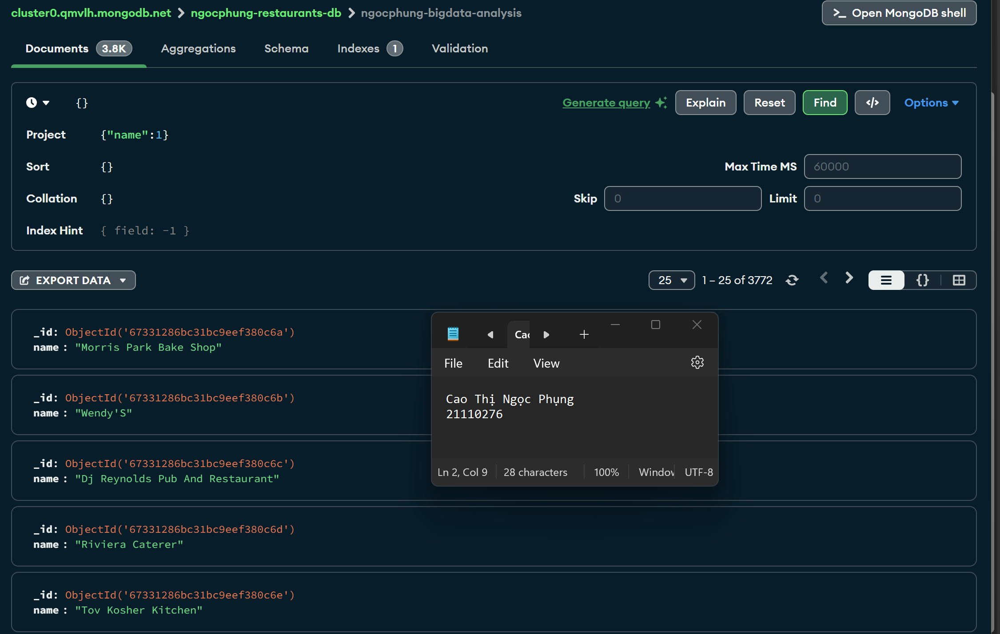 cluster0.qmvlh.mongodb.net > ngocphung-restaurants-db > ngocphung-bigdata-analysis
>_ Open MongoDB shell
Documents 3.8K Aggregations Schema Indexes 1 Validation
{} Generate query Explain Reset Find </> Options
Project {"name":1}
Sort {} Max Time MS 60000
Collation {} Skip 0 Limit 0
Index Hint { field: -1 }
EXPORT DATA 25 1 – 25 of 3772 {}
_id: ObjectId('67331286bc31bc9eef380c6a')
name : "Morris Park Bake Shop"
_id: ObjectId('67331286bc31bc9eef380c6b')
name : "Wendy'S"
_id: ObjectId('67331286bc31bc9eef380c6c')
name : "Dj Reynolds Pub And Restaurant"
_id: ObjectId('67331286bc31bc9eef380c6d')
name : "Riviera Caterer"
_id: ObjectId('67331286bc31bc9eef380c6e')
name : "Tov Kosher Kitchen"
Cao
File Edit View
Cao Thị Ngọc Phụng
21110276
Ln 2, Col 9 28 characters 100% Window UTF-8